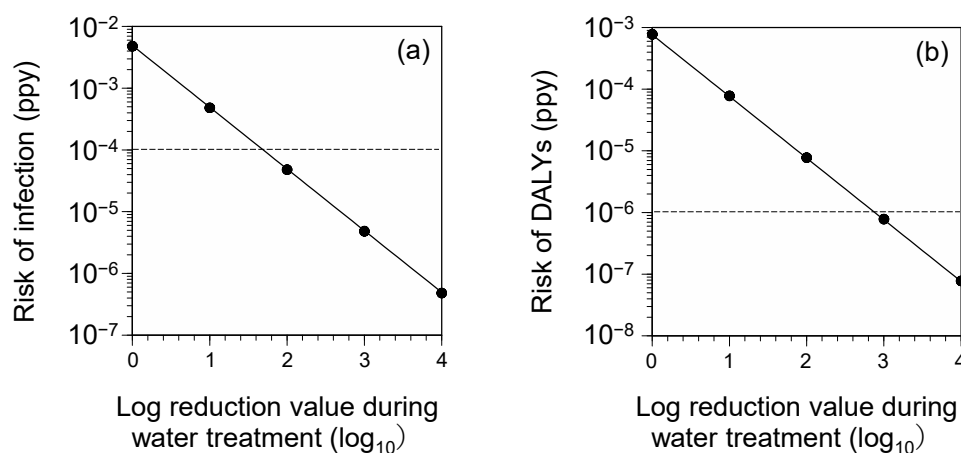 (a)
Risk of infection (ppy)
10⁻²
10⁻³
10⁻⁴
10⁻⁵
10⁻⁶
10⁻⁷
0 1 2 3 4
Log reduction value during
water treatment (log₁₀)
(b)
Risk of DALYs (ppy)
10⁻³
10⁻⁴
10⁻⁵
10⁻⁶
10⁻⁷
10⁻⁸
0 1 2 3 4
Log reduction value during
water treatment (log₁₀)